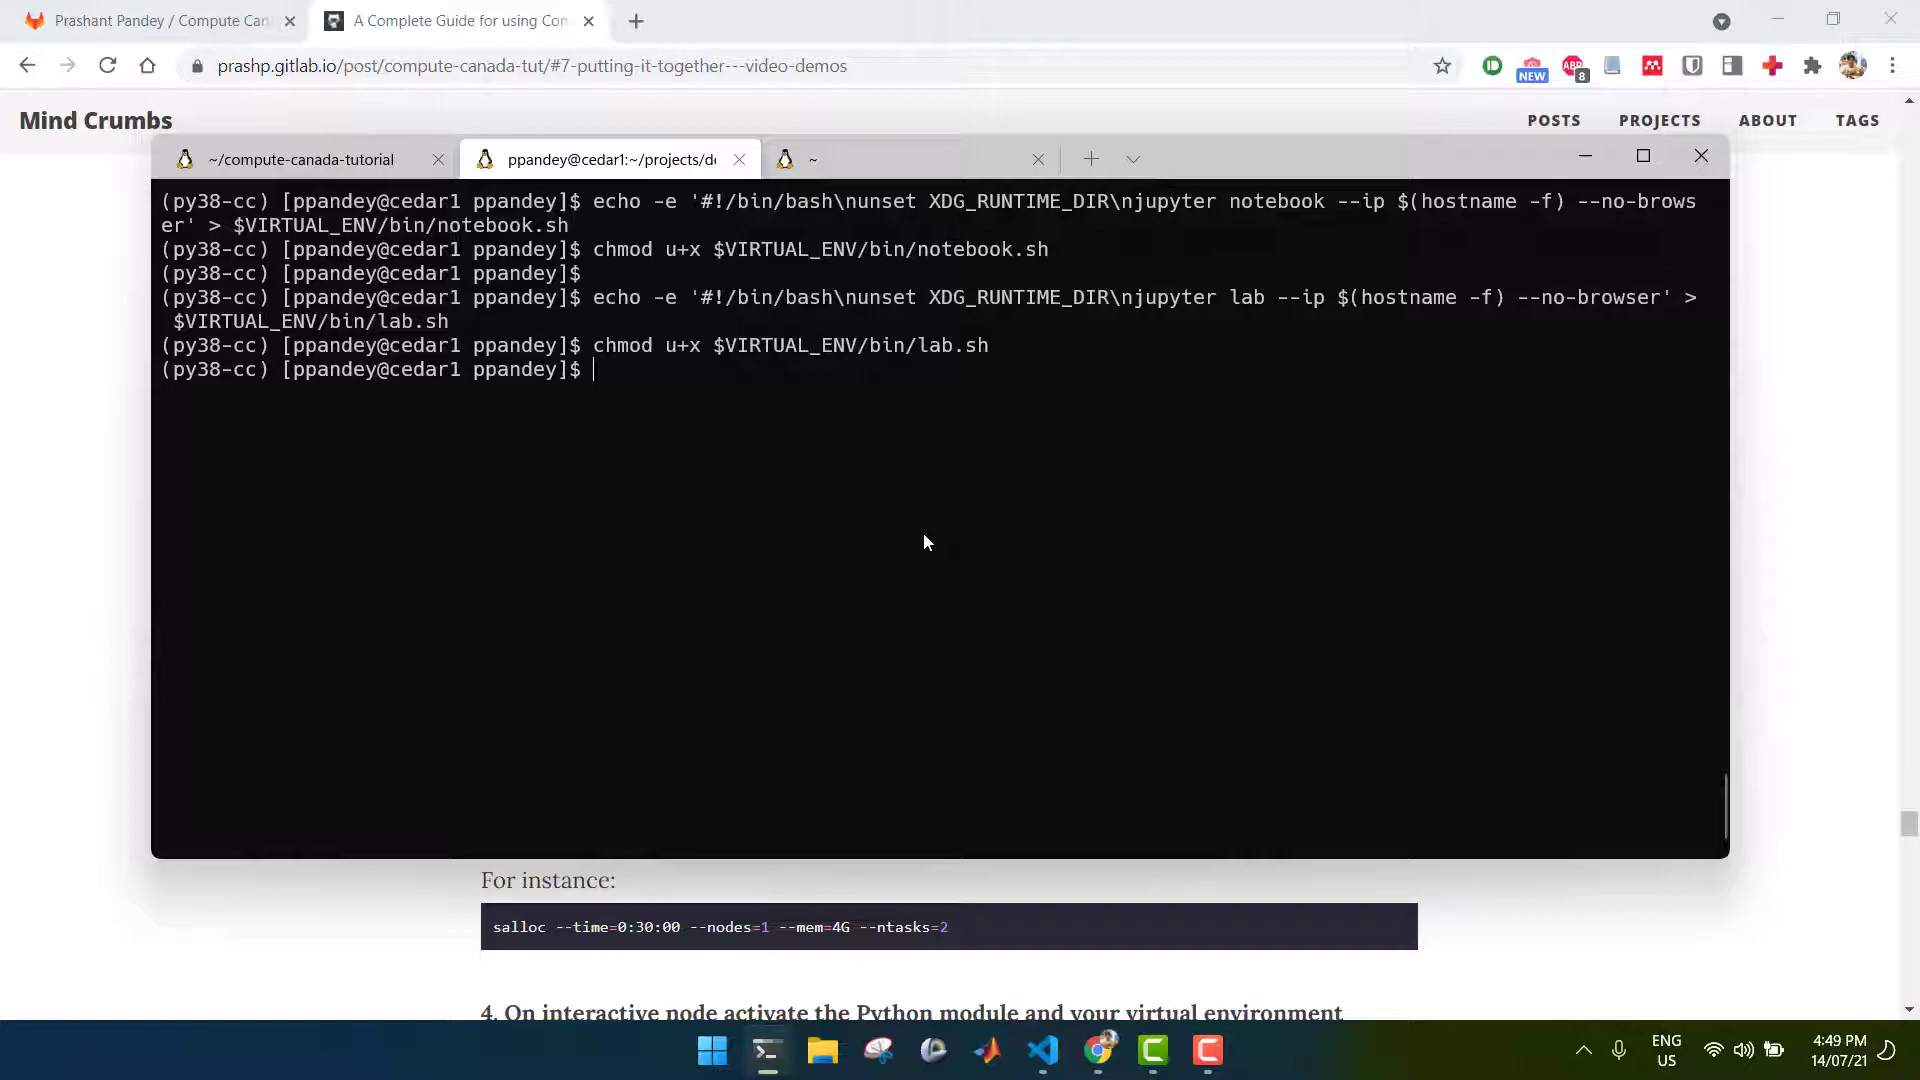 Prashant Pandey / Compute Can
A Complete Guide for using Con
prashp.gitlab.io/post/compute-canada-tut/#7-putting-it-together---video-demos
NEW
ABP
8
Mind Crumbs
POSTS
PROJECTS
ABOUT
TAGS
~/compute-canada-tutorial
ppandey@cedar1:~/projects/de
~
(py38-cc) [ppandey@cedar1 ppandey]$ echo -e '#!/bin/bash\nunset XDG_RUNTIME_DIR\njupyter notebook --ip $(hostname -f) --no-brows
er' > $VIRTUAL_ENV/bin/notebook.sh
(py38-cc) [ppandey@cedar1 ppandey]$ chmod u+x $VIRTUAL_ENV/bin/notebook.sh
(py38-cc) [ppandey@cedar1 ppandey]$
(py38-cc) [ppandey@cedar1 ppandey]$ echo -e '#!/bin/bash\nunset XDG_RUNTIME_DIR\njupyter lab --ip $(hostname -f) --no-browser' >
$VIRTUAL_ENV/bin/lab.sh
(py38-cc) [ppandey@cedar1 ppandey]$ chmod u+x $VIRTUAL_ENV/bin/lab.sh
(py38-cc) [ppandey@cedar1 ppandey]$
For instance:
salloc --time=0:30:00 --nodes=1 --mem=4G --ntasks=2
4. On interactive node activate the Python module and your virtual environment
ENG
US
4:49 PM
14/07/21